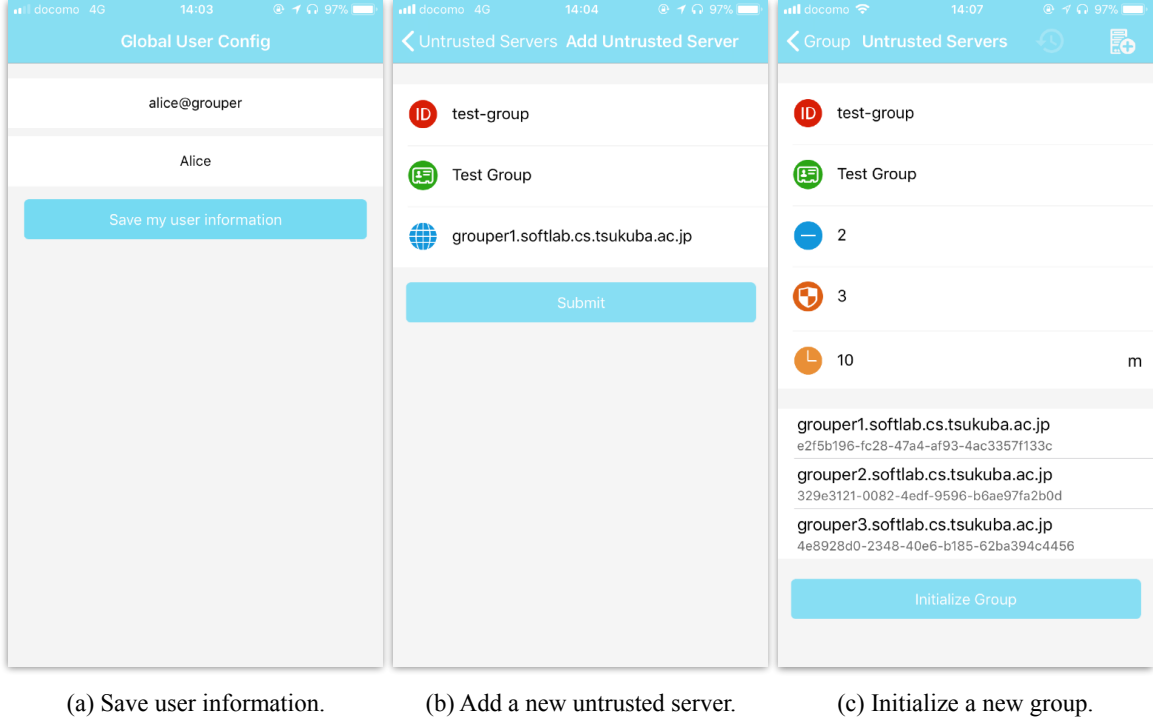 docomo 4G 14:03 97%
Global User Config
alice@grouper
Alice
Save my user information
docomo 4G 14:04 97%
Untrusted Servers Add Untrusted Server
ID test-group
Test Group
grouper1.softlab.cs.tsukuba.ac.jp
Submit
docomo 14:07 97%
Group Untrusted Servers
ID test-group
Test Group
2
3
10 m
grouper1.softlab.cs.tsukuba.ac.jp
e2f5b196-fc28-47a4-af93-4ac3357f133c
grouper2.softlab.cs.tsukuba.ac.jp
329e3121-0082-4edf-9596-b6ae97fa2b0d
grouper3.softlab.cs.tsukuba.ac.jp
4e8928d0-2348-40e6-b185-62ba394c4456
Initialize Group
(a) Save user information.
(b) Add a new untrusted server.
(c) Initialize a new group.